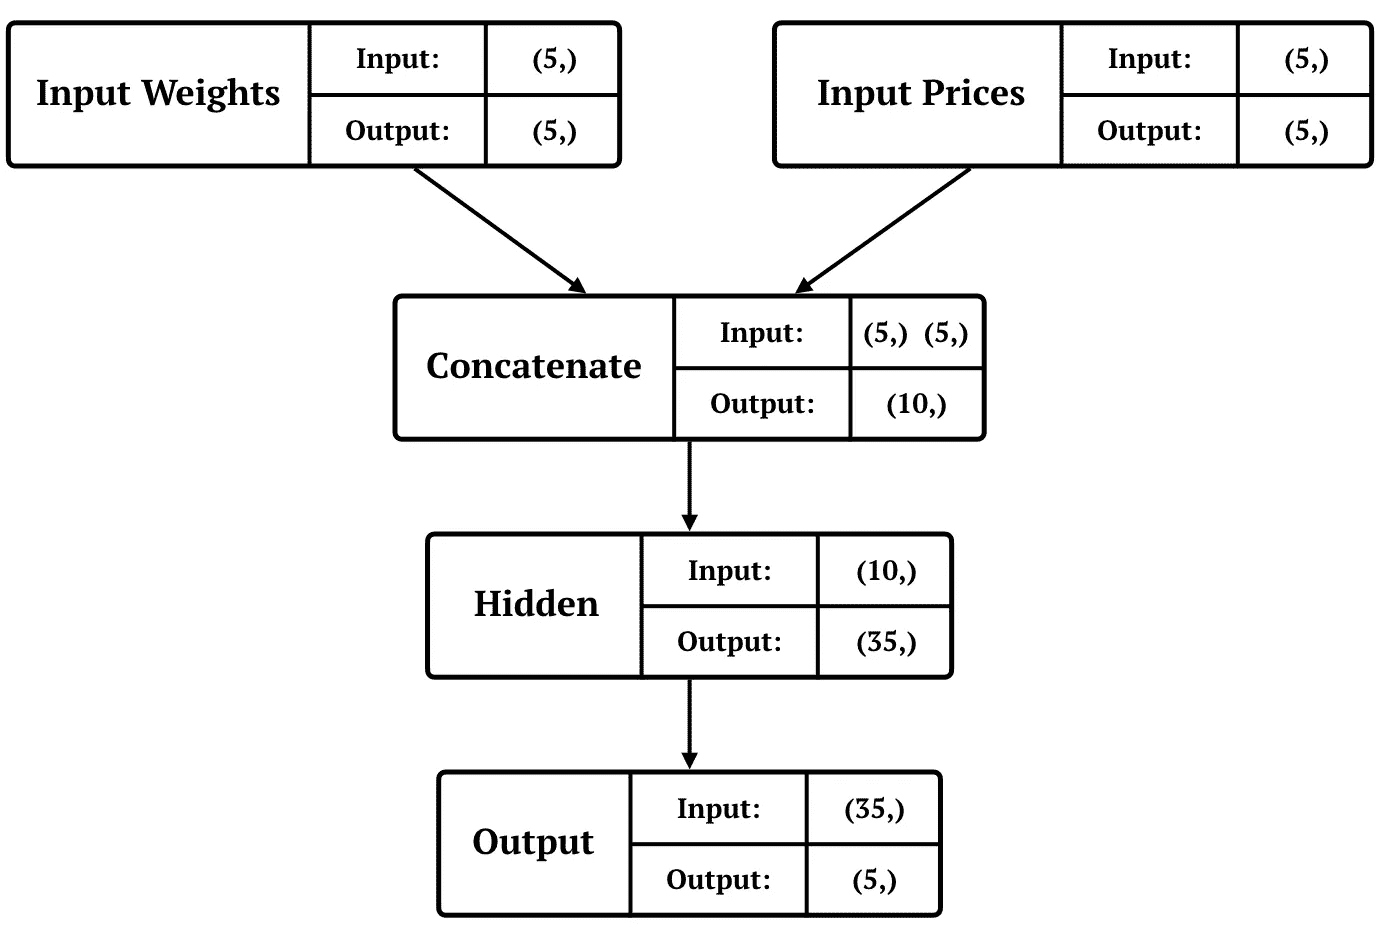 Input Weights
Input: (5,)
Output: (5,)
Input Prices
Input: (5,)
Output: (5,)
Concatenate
Input: (5,) (5,)
Output: (10,)
Hidden
Input: (10,)
Output: (35,)
Output
Input: (35,)
Output: (5,)